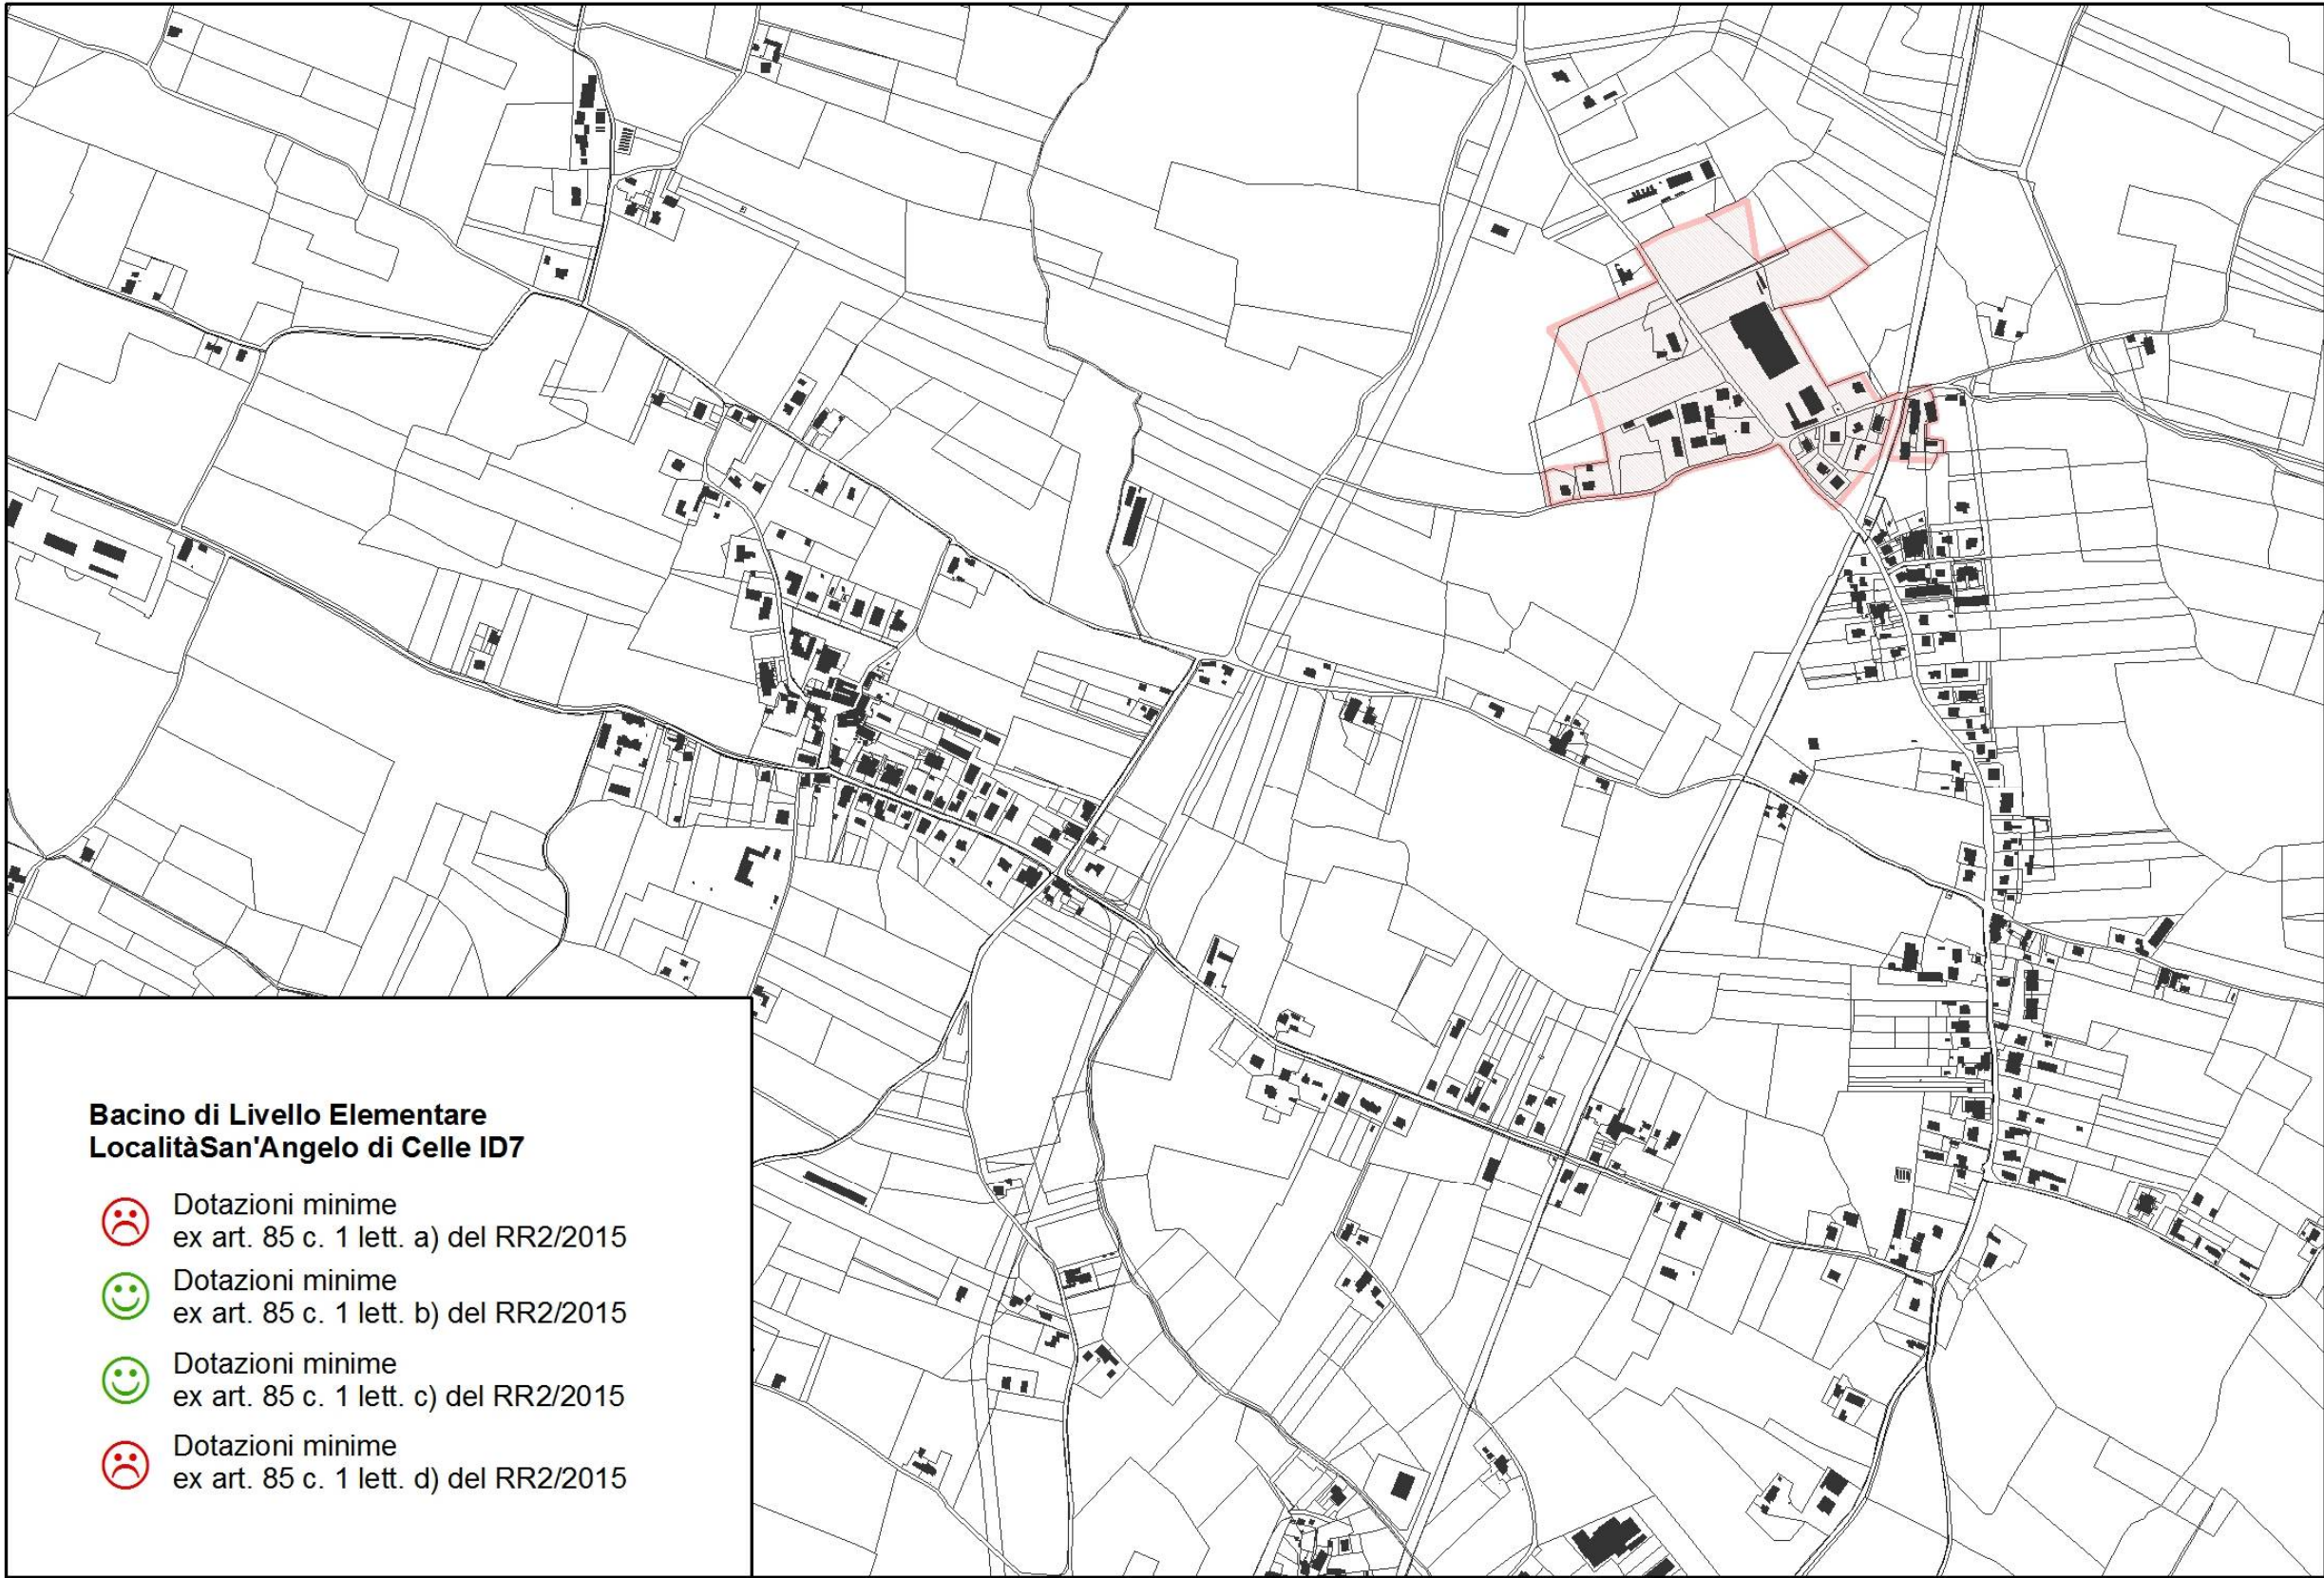 Bacino di Livello Elementare
LocalitàSan'Angelo di Celle ID7
Dotazioni minime
ex art. 85 c. 1 lett. a) del RR2/2015
Dotazioni minime
ex art. 85 c. 1 lett. b) del RR2/2015
Dotazioni minime
ex art. 85 c. 1 lett. c) del RR2/2015
Dotazioni minime
ex art. 85 c. 1 lett. d) del RR2/2015